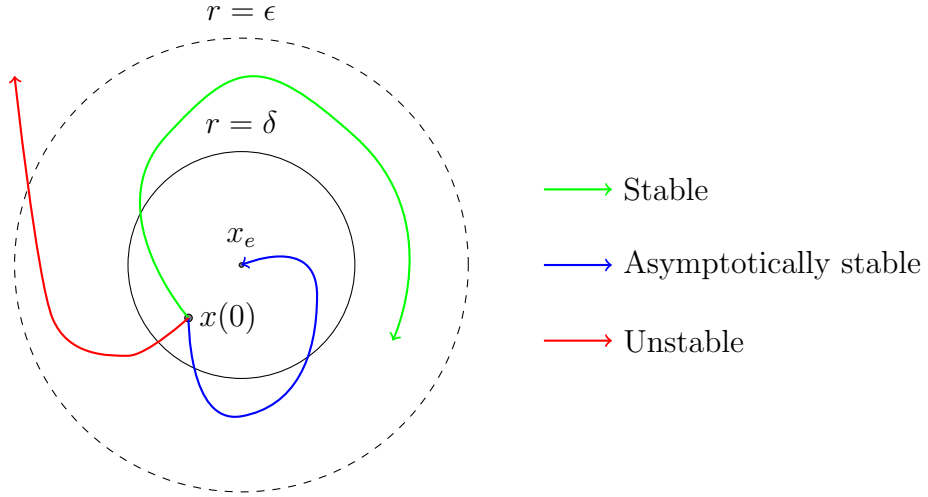 r = ϵ
r = δ
x_e
x(0)
Stable
Asymptotically stable
Unstable